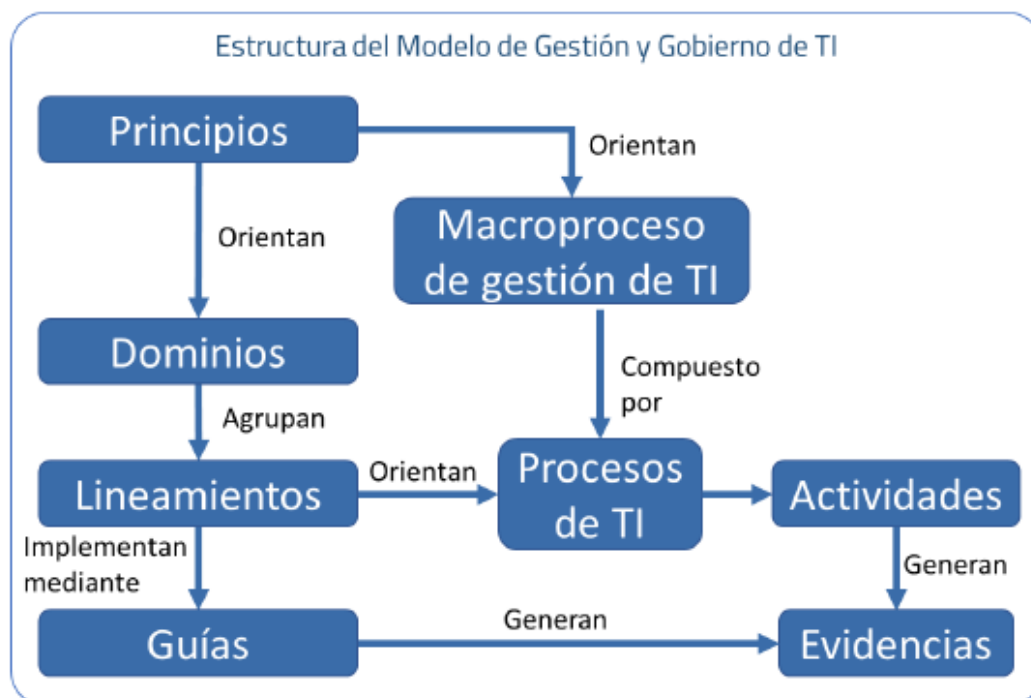 Estructura del Modelo de Gestión y Gobierno de TI
Principios
Orientan
Orientan
Macroproceso
de gestión de TI
Dominios
Compuesto
por
Agrupan
Lineamientos
Orientan
Procesos
de TI
Actividades
Implementan
mediante
Generan
Guías
Generan
Evidencias